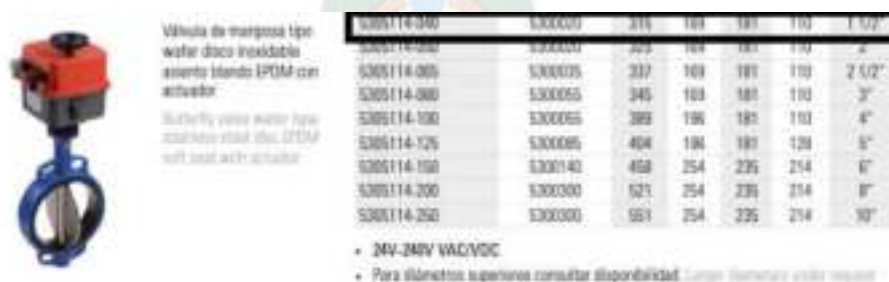 Válvula de mariposa tipo
wafer disco inoxidable
asiento blando EPDM con
actuador
Butterfly valve wafer type
stainless steel disc, EPDM
soft seat with actuator
5305114-040 5300020 315 169 181 110 1 1/2"
5305114-050 5300020 325 169 181 110 2"
5305114-065 5300035 337 169 181 110 2 1/2"
5305114-080 5300055 345 169 181 110 3"
5305114-100 5300055 389 196 181 110 4"
5305114-125 5300085 404 196 181 128 5"
5305114-150 5300140 458 254 235 214 6"
5305114-200 5300300 521 254 235 214 8"
5305114-250 5300300 551 254 235 214 10"
• 24V-240V VAC/VDC
• Para diámetros superiores consultar disponibilidad